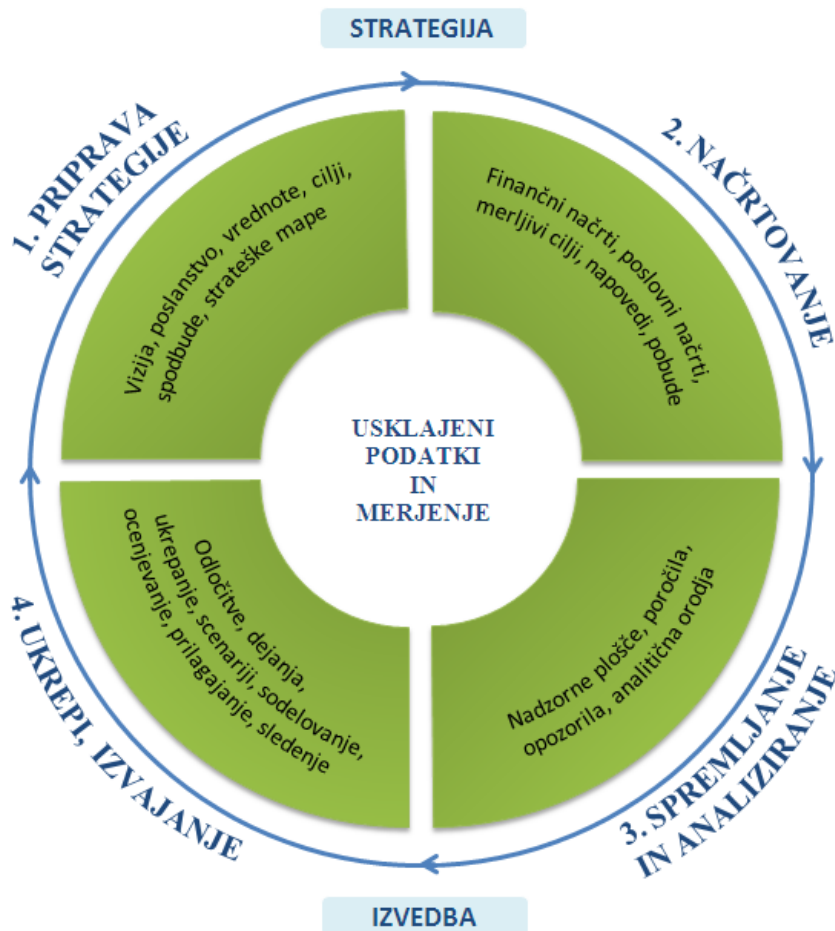 STRATEGIJA
1. PRIPRAVA
STRATEGIJE
Vizija, poslanstvo, vrednote, cilji,
spodbude, strateške mape
2. NAČRTOVANJE
Finančni načrti, poslovni načrti,
merljivi cilji, napovedi, pobude
USKLAJENI
PODATKI
IN
MERJENJE
3. SPREMLJANJE
IN ANALIZIRANJE
Nadzorne plošče, poročila,
opozorila, analitična orodja
4. UKREPI, IZVAJANJE
Odločitve, dejanja,
ukrepanje, scenariji, sodelovanje,
ocenjevanje, prilagajanje, sledenje
IZVEDBA